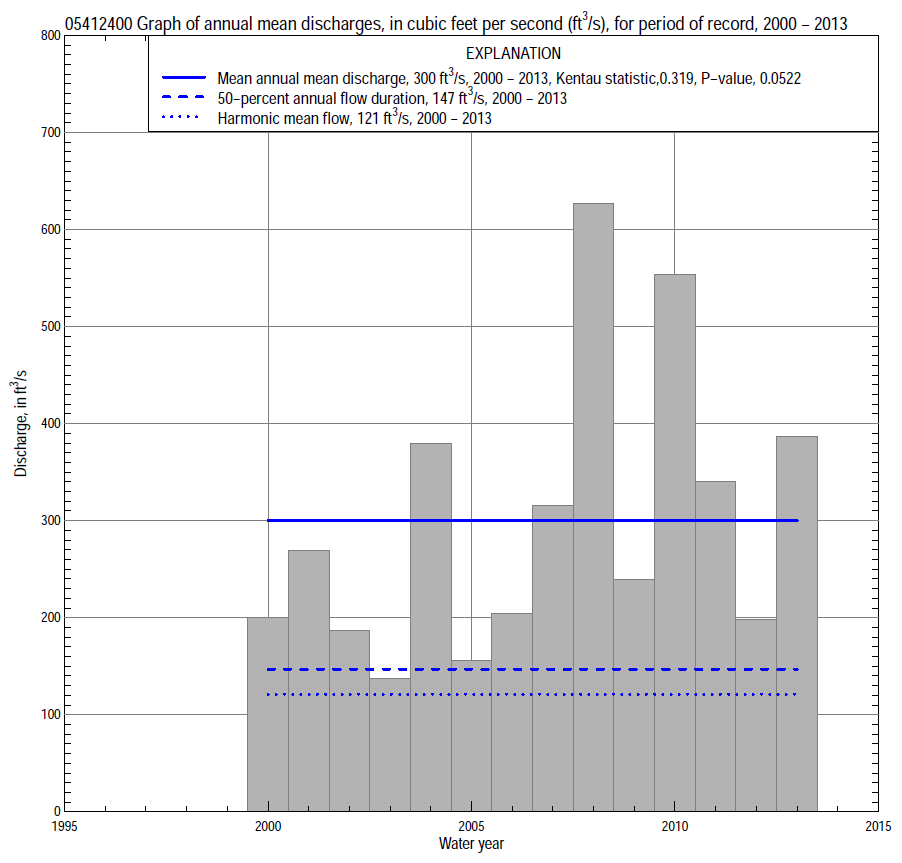 05412400 Graph of annual mean discharges, in cubic feet per second (ft³/s), for period of record, 2000 – 2013
EXPLANATION
Mean annual mean discharge, 300 ft³/s, 2000 – 2013, Kentau statistic,0.319, P–value, 0.0522
50–percent annual flow duration, 147 ft³/s, 2000 – 2013
Harmonic mean flow, 121 ft³/s, 2000 – 2013
800
700
600
500
400
300
200
100
0
Discharge, in ft³/s
1995 2000 2005 2010 2015
Water year